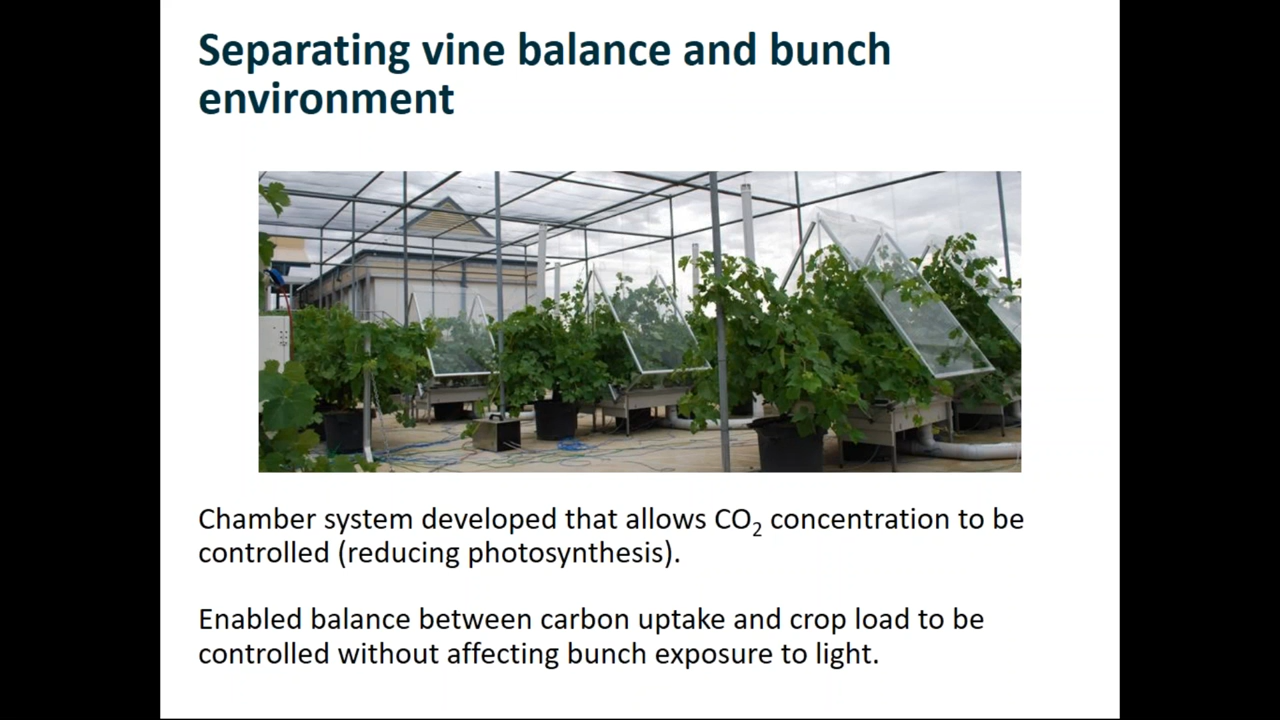 Separating vine balance and bunch
environment
Chamber system developed that allows CO₂ concentration to be
controlled (reducing photosynthesis).
Enabled balance between carbon uptake and crop load to be
controlled without affecting bunch exposure to light.